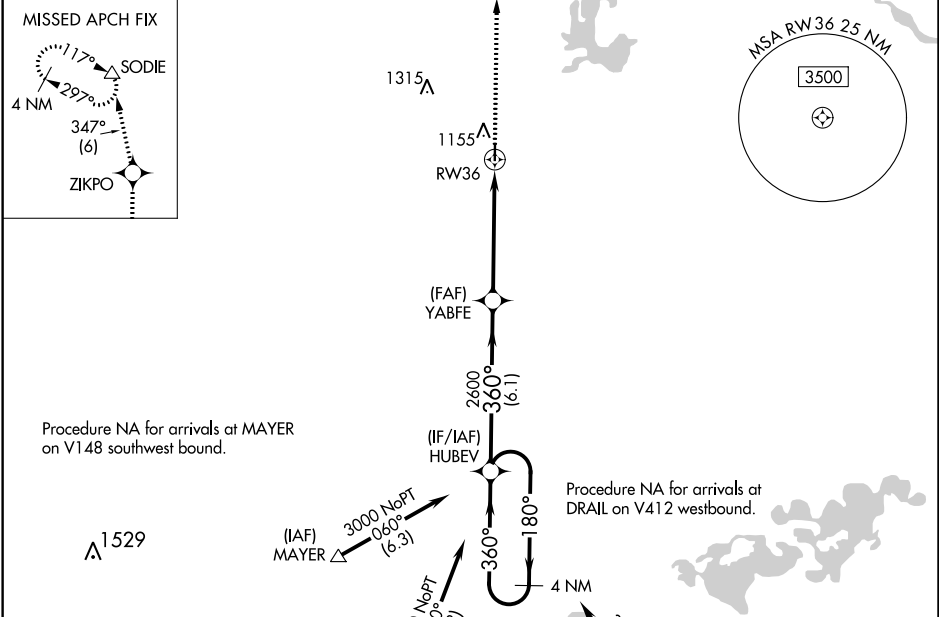 MISSED APCH FIX
117°
SODIE
297°
4 NM
347°
(6)
ZIKPO
1315
1155
RW36
MSA RW36 25 NM
3500
(FAF)
YABFE
2600
360°
(6.1)
Procedure NA for arrivals at MAYER
on V148 southwest bound.
(IF/IAF)
HUBEV
Procedure NA for arrivals at
DRAIL on V412 westbound.
1529
(IAF)
MAYER
3000 NoPT
060°
(6.3)
360°
180°
4 NM
NoPT